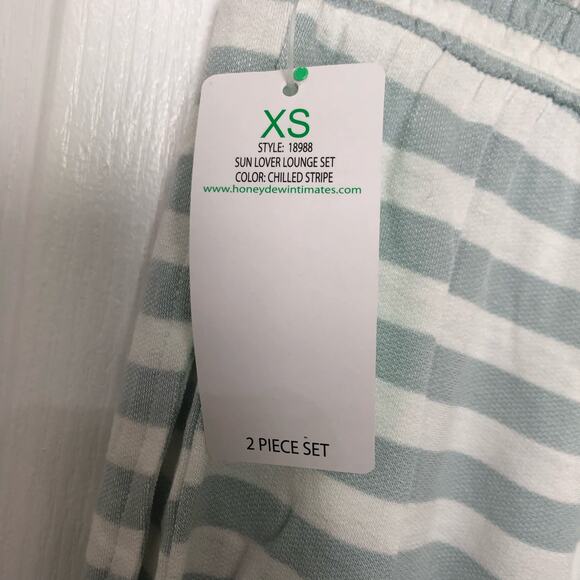 XS
STYLE: 18988
SUN LOVER LOUNGE SET
COLOR: CHILLED STRIPE
www.honeydewintimates.com
2 PIECE SET